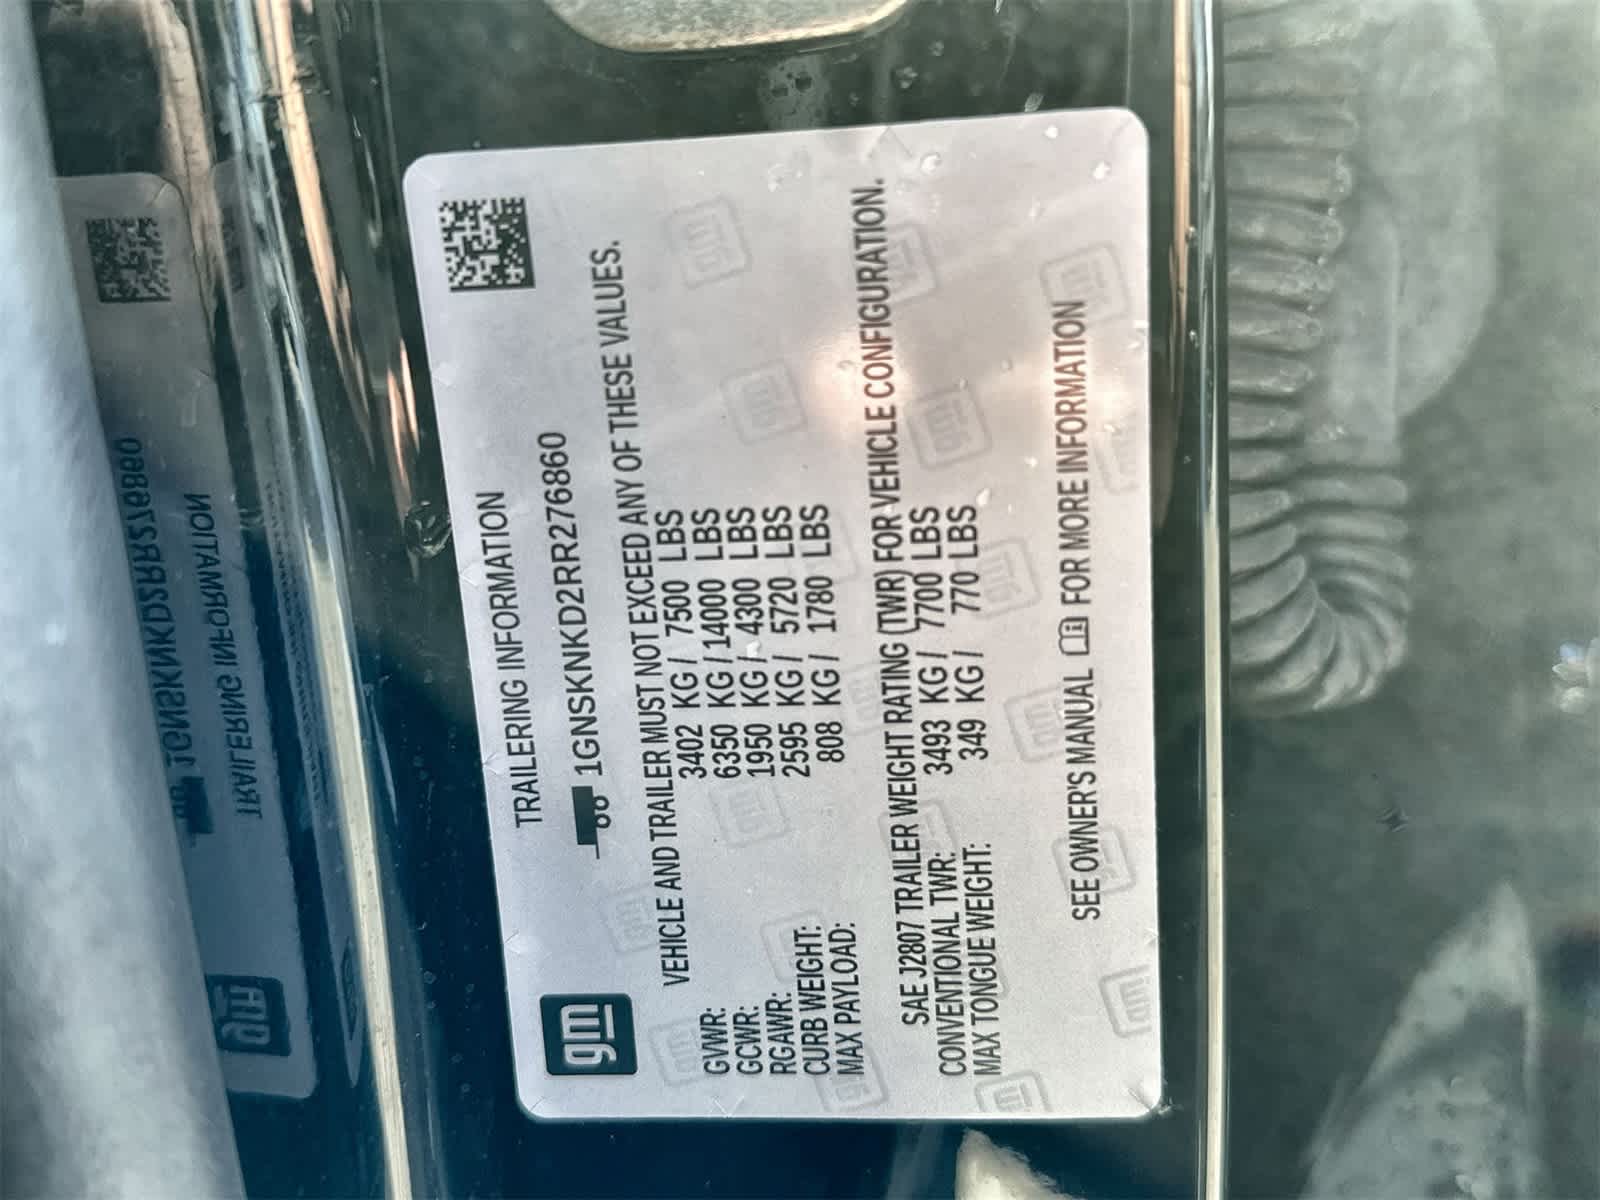 gm
TRAILERING INFORMATION
1GNSKNKD2RR276860
VEHICLE AND TRAILER MUST NOT EXCEED ANY OF THESE VALUES.
GVWR: 3402 KG / 7500 LBS
GCWR: 6350 KG / 14000 LBS
RGAWR: 1950 KG / 4300 LBS
CURB WEIGHT: 2595 KG / 5720 LBS
MAX PAYLOAD: 808 KG / 1780 LBS
SAE J2807 TRAILER WEIGHT RATING (TWR) FOR VEHICLE CONFIGURATION.
CONVENTIONAL TWR: 3493 KG / 7700 LBS
MAX TONGUE WEIGHT: 349 KG / 770 LBS
SEE OWNER'S MANUAL FOR MORE INFORMATION